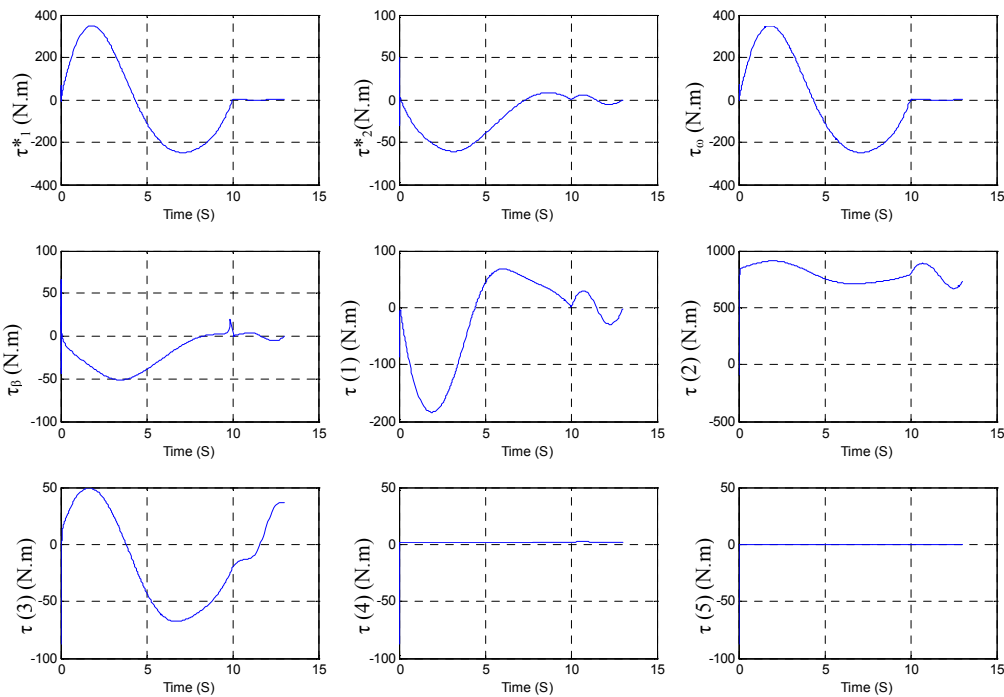 400
200
0
-200
-400
0 5 10 15
τ*₁ (N.m)
Time (S)
100
50
0
-50
-100
0 5 10 15
τ*₂(N.m)
Time (S)
400
200
0
-200
-400
0 5 10 15
τω (N.m)
Time (S)
100
50
0
-50
-100
0 5 10 15
τᵦ (N.m)
Time (S)
100
0
-100
-200
0 5 10 15
τ (1) (N.m)
Time (S)
1000
500
0
-500
0 5 10 15
τ (2) (N.m)
Time (S)
50
0
-50
-100
0 5 10 15
τ (3) (N.m)
Time (S)
50
0
-50
-100
0 5 10 15
τ (4) (N.m)
Time (S)
50
0
-50
-100
0 5 10 15
τ (5) (N.m)
Time (S)